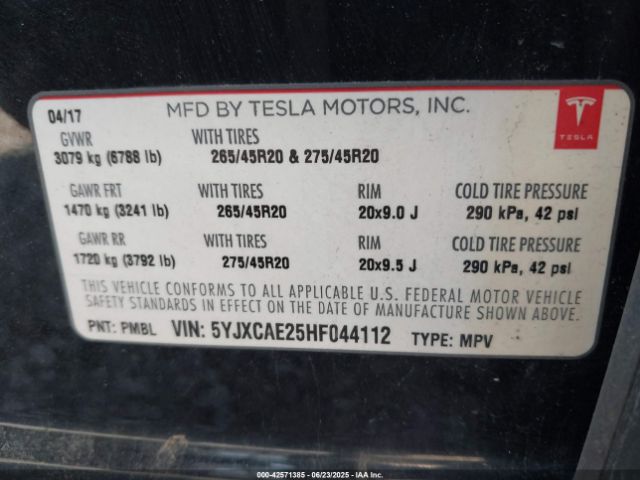 04/17 MFD BY TESLA MOTORS, INC.
TESLA
GVWR WITH TIRES
3079 kg (6788 lb) 265/45R20 & 275/45R20
GAWR FRT WITH TIRES RIM COLD TIRE PRESSURE
1470 kg (3241 lb) 265/45R20 20x9.0 J 290 kPa, 42 psi
GAWR RR WITH TIRES RIM COLD TIRE PRESSURE
1720 kg (3792 lb) 275/45R20 20x9.5 J 290 kPa, 42 psi
THIS VEHICLE CONFORMS TO ALL APPLICABLE U.S. FEDERAL MOTOR VEHICLE
SAFETY STANDARDS IN EFFECT ON THE DATE OF MANUFACTURE SHOWN ABOVE.
PNT: PMBL VIN: 5YJXCAE25HF044112 TYPE: MPV
000-42571385 - 06/23/2025 - IAA Inc.